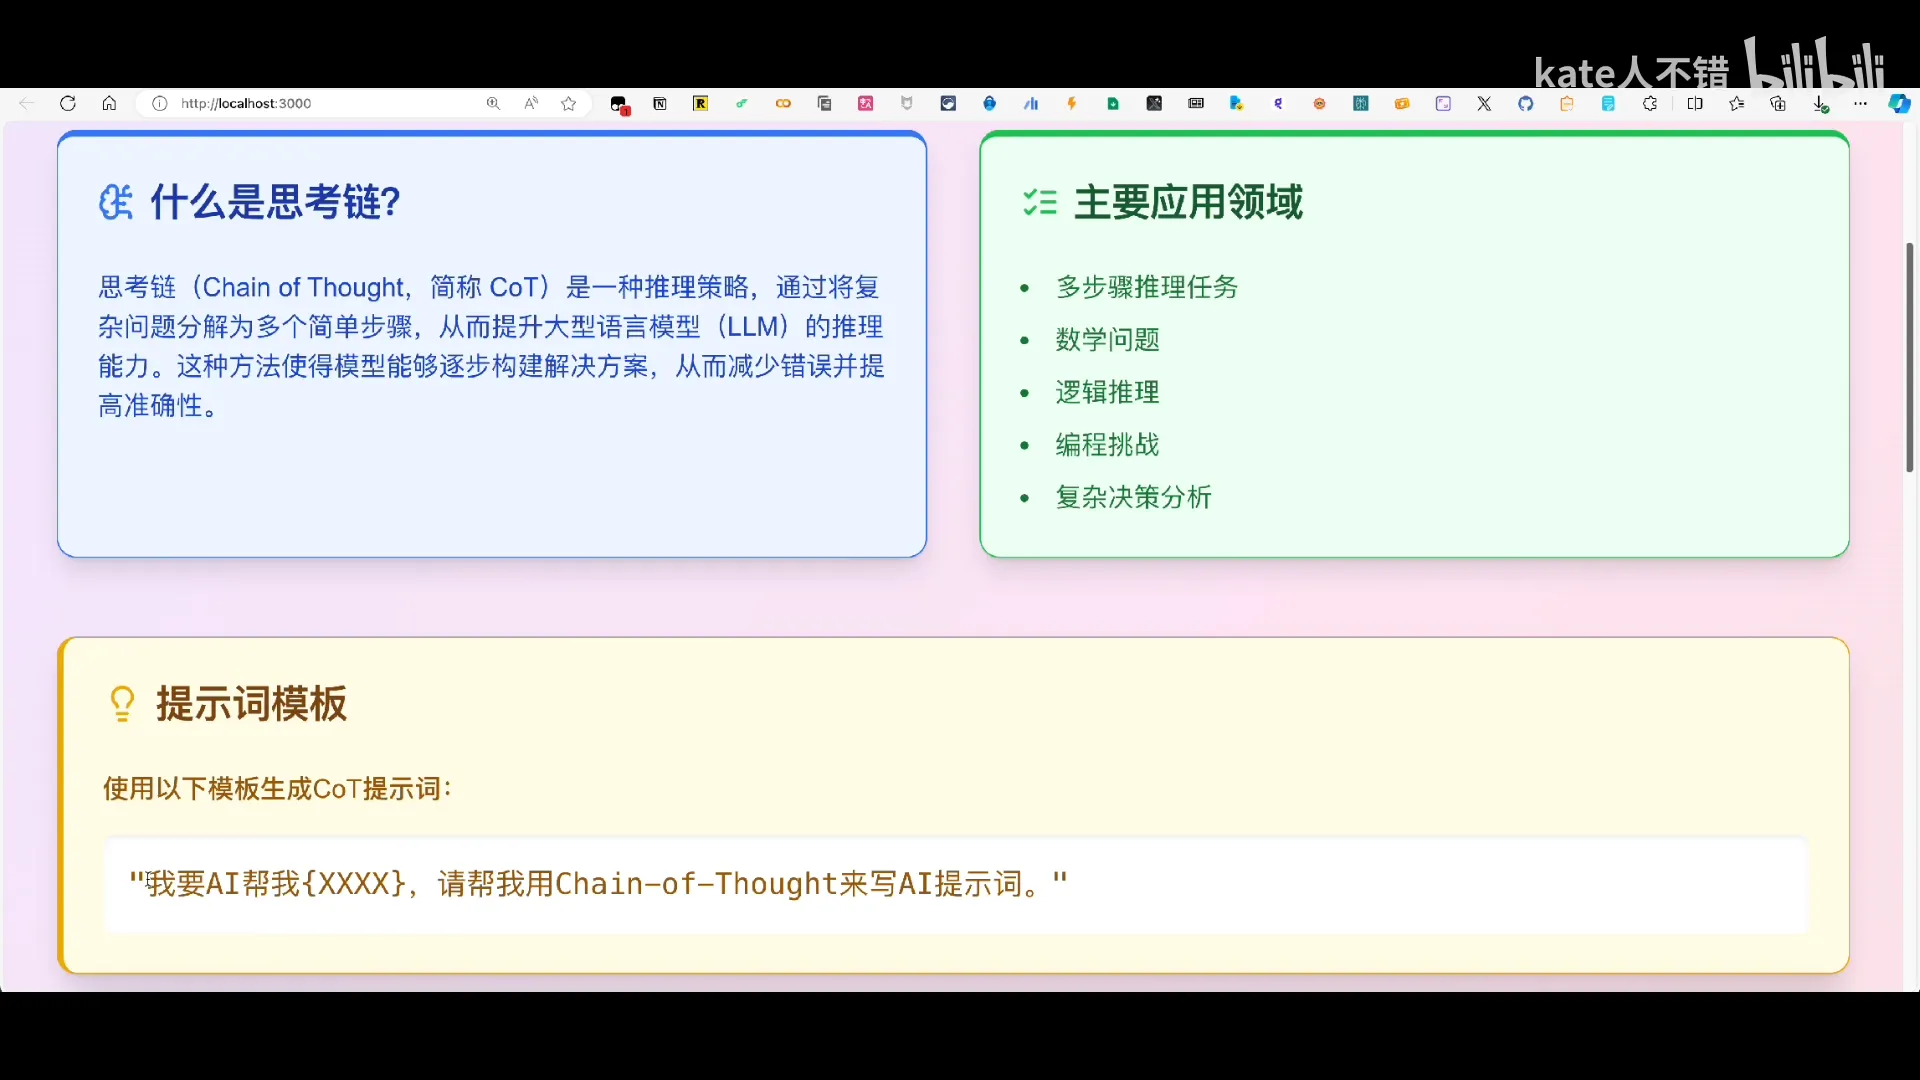 kate人不错 bilibili
http://localhost:3000
什么是思考链?
思考链（Chain of Thought，简称 CoT）是一种推理策略，通过将复
杂问题分解为多个简单步骤，从而提升大型语言模型（LLM）的推理
能力。这种方法使得模型能够逐步构建解决方案，从而减少错误并提
高准确性。
主要应用领域
• 多步骤推理任务
• 数学问题
• 逻辑推理
• 编程挑战
• 复杂决策分析
提示词模板
使用以下模板生成CoT提示词：
"我要AI帮我{XXXX}，请帮我用Chain-of-Thought来写AI提示词。"